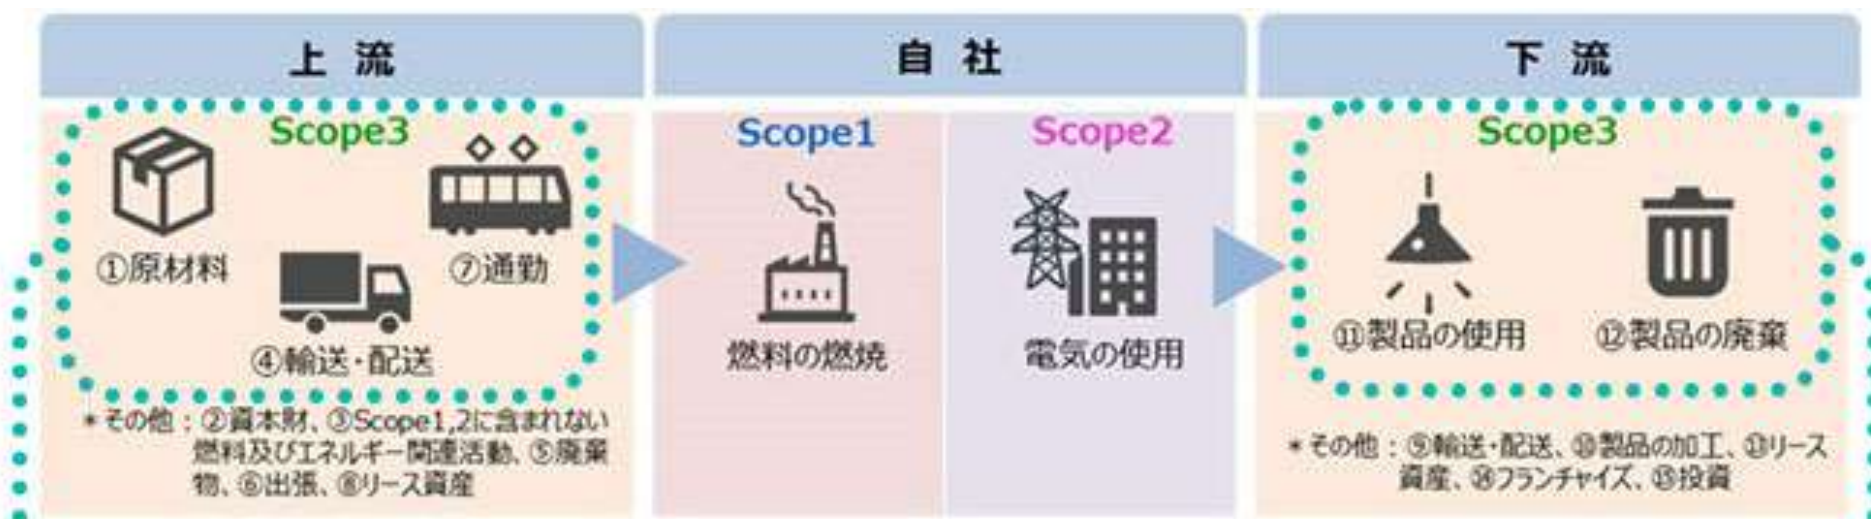 上流
自社
下流
Scope3
①原材料
⑦通勤
④輸送・配送
*その他：②資本財、③Scope1,2に含まれない
燃料及びエネルギー関連活動、⑤廃棄
物、⑥出張、⑧リース資産
Scope1
燃料の燃焼
Scope2
電気の使用
Scope3
⑪製品の使用
⑫製品の廃棄
*その他：⑨輸送・配送、⑩製品の加工、⑬リース
資産、⑭フランチャイズ、⑮投資